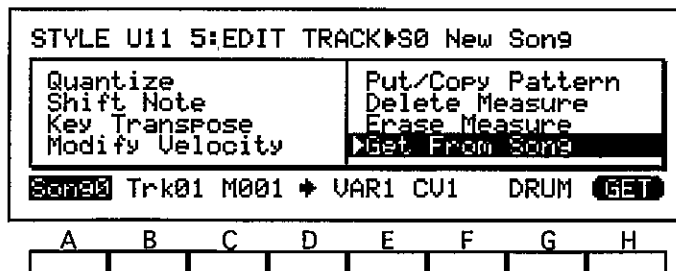 STYLE U11 5:EDIT TRACK▶S0 New Song
Quantize
Shift Note
Key Transpose
Modify Velocity
Put/Copy Pattern
Delete Measure
Erase Measure
▶Get From Song
Song0 Trk01 M001 ➔ VAR1 CV1 DRUM GET
A B C D E F G H